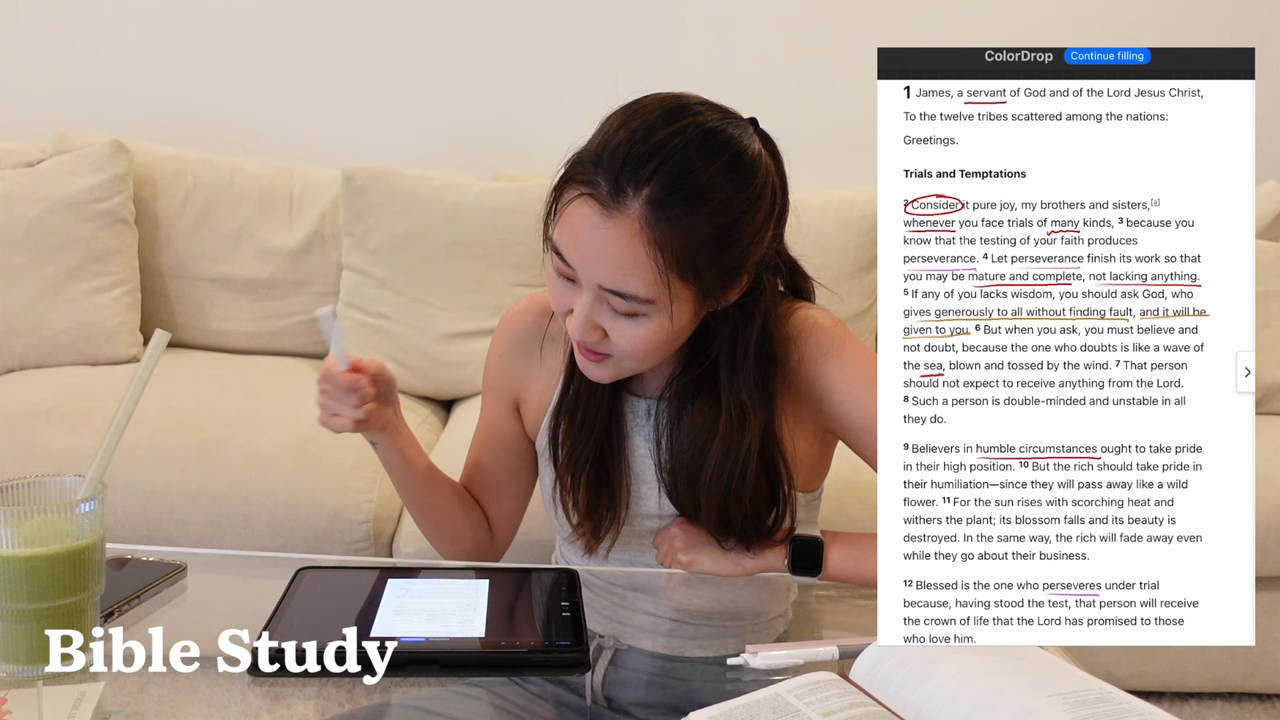 ColorDrop Continue filling
1 James, a servant of God and of the Lord Jesus Christ,
To the twelve tribes scattered among the nations:
Greetings.
Trials and Temptations
2 Consider it pure joy, my brothers and sisters,[a]
whenever you face trials of many kinds, 3 because you
know that the testing of your faith produces
perseverance. 4 Let perseverance finish its work so that
you may be mature and complete, not lacking anything.
5 If any of you lacks wisdom, you should ask God, who
gives generously to all without finding fault, and it will be
given to you. 6 But when you ask, you must believe and
not doubt, because the one who doubts is like a wave of
the sea, blown and tossed by the wind. 7 That person
should not expect to receive anything from the Lord.
8 Such a person is double-minded and unstable in all
they do.
9 Believers in humble circumstances ought to take pride
in their high position. 10 But the rich should take pride in
their humiliation—since they will pass away like a wild
flower. 11 For the sun rises with scorching heat and
withers the plant; its blossom falls and its beauty is
destroyed. In the same way, the rich will fade away even
while they go about their business.
12 Blessed is the one who perseveres under trial
because, having stood the test, that person will receive
the crown of life that the Lord has promised to those
who love him.
Bible Study